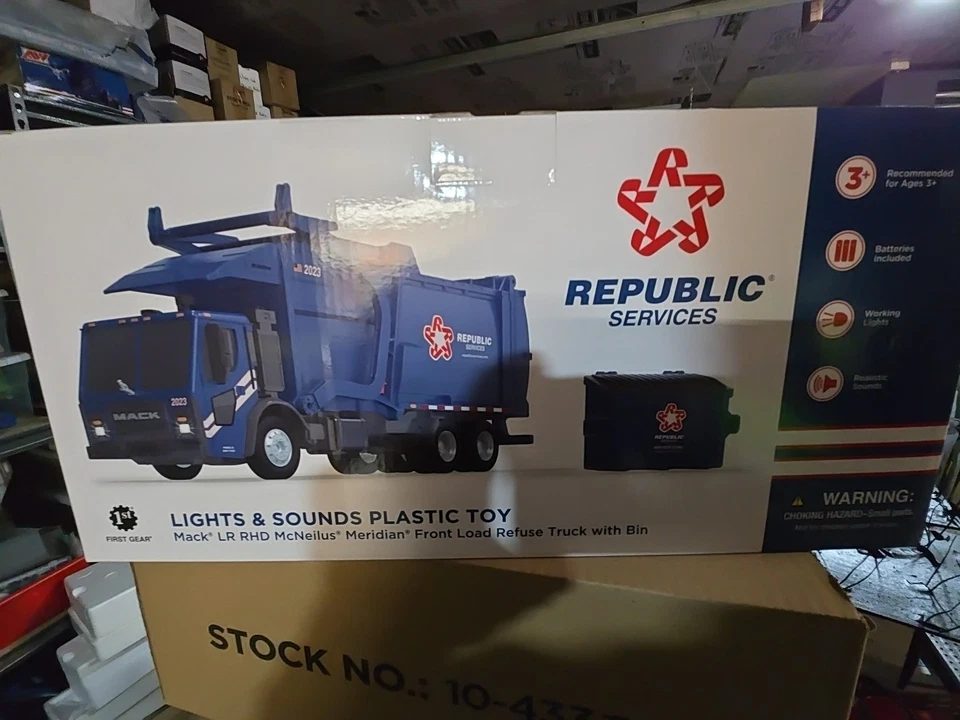 2023
REPUBLIC
SERVICES
2023
MACK
REPUBLIC®
SERVICES
REPUBLIC
3+
Recommended
for Ages 3+
Batteries
Included
Working
Lights
Realistic
Sounds
1ST
FIRST GEAR®
LIGHTS & SOUNDS PLASTIC TOY
Mack® LR RHD McNeilus® Meridian® Front Load Refuse Truck with Bin
WARNING:
CHOKING HAZARD–Small parts.
STOCK NO.: 10-43